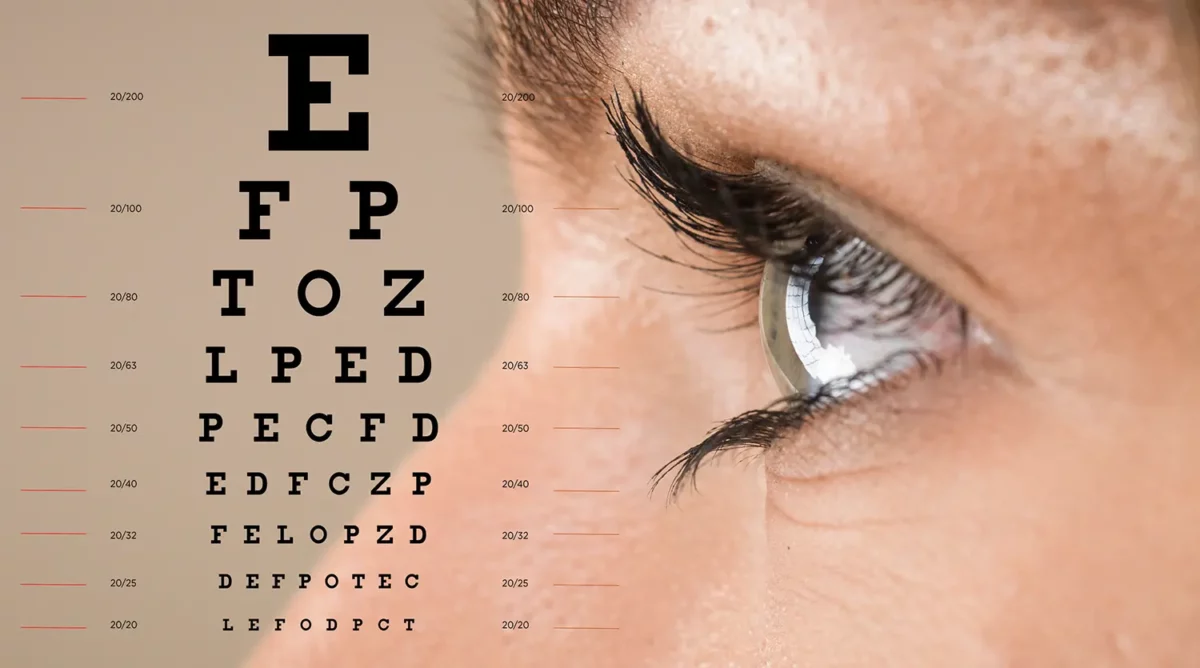 20/200 E 20/200
20/100 F P 20/100
20/80 T O Z 20/80
20/63 L P E D 20/63
20/50 P E C F D 20/50
20/40 E D F C Z P 20/40
20/32 F E L O P Z D 20/32
20/25 D E F P O T E C 20/25
20/20 L E F O D P C T 20/20